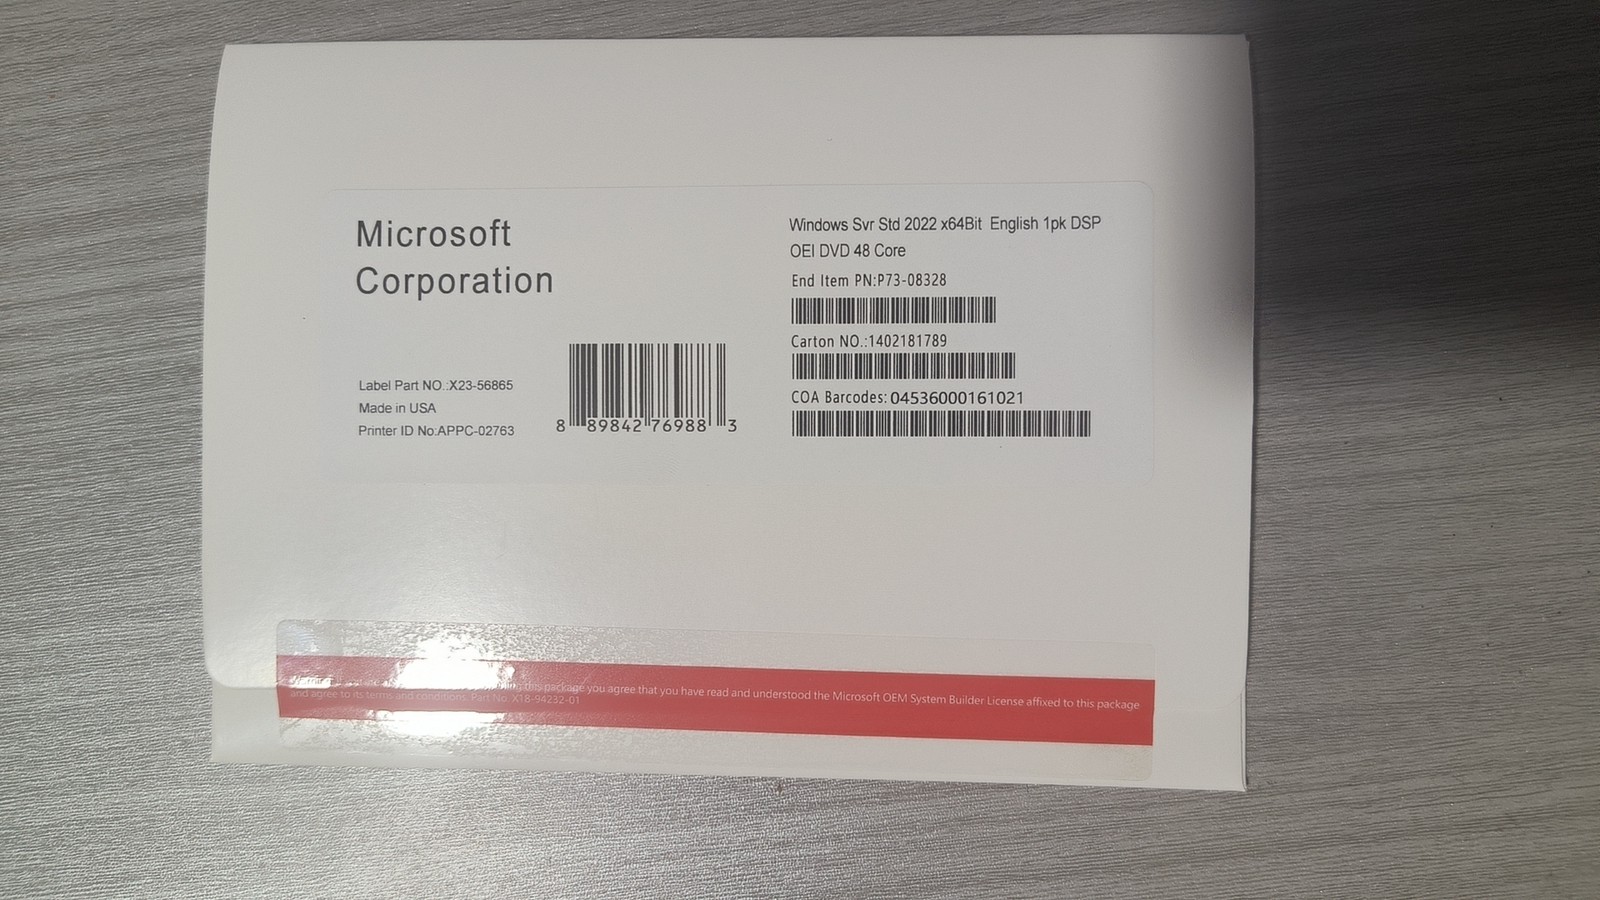 Microsoft
Corporation
Label Part NO.:X23-56865
Made in USA
Printer ID No:APPC-02763
8 89842 76988 3
Windows Svr Std 2022 x64Bit English 1pk DSP
OEI DVD 48 Core
End Item PN:P73-08328
Carton NO.:1402181789
COA Barcodes: 04536000161021
this package you agree that you have read and understood the Microsoft OEM System Builder License affixed to this package
and agree to its terms and conditions. Part No. X18-94232-01